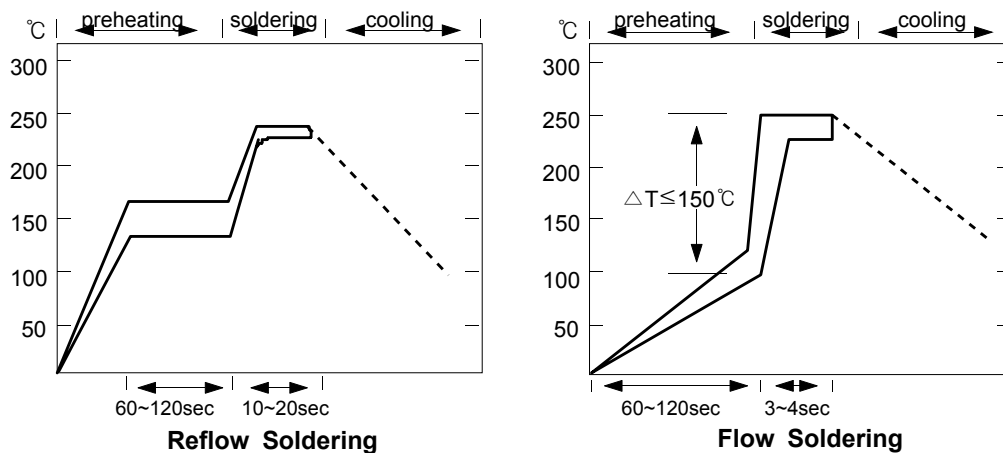 ℃ preheating soldering cooling
300
250
200
150
100
50
60~120sec 10~20sec
Reflow Soldering
℃ preheating soldering cooling
300
250
200
150
100
50
△T≤150℃
60~120sec 3~4sec
Flow Soldering